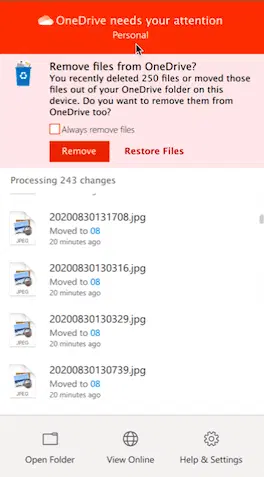 OneDrive needs your attention
Personal
Remove files from OneDrive?
You recently deleted 250 files or moved those
files out of your OneDrive folder on this
device. Do you want to remove them from
OneDrive too?
Always remove files
Remove Restore Files
Processing 243 changes
20200830131708.jpg
Moved to 08
20 minutes ago
JPEG
20200830130316.jpg
Moved to 08
20 minutes ago
JPEG
20200830130329.jpg
Moved to 08
20 minutes ago
JPEG
20200830130739.jpg
Moved to 08
20 minutes ago
JPEG
Open Folder View Online Help & Settings